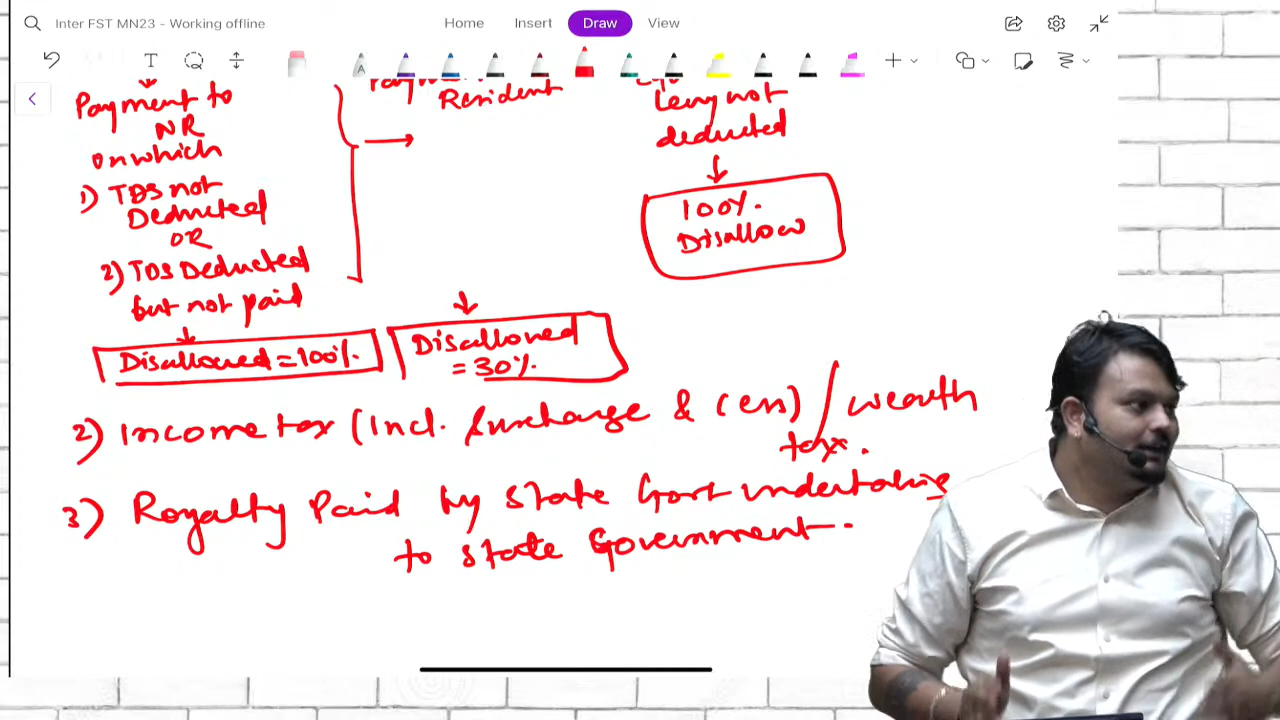 Inter FST MN23 - Working offline
Home Insert Draw View
Payment to
NR
on which
1) TDS not
Deducted
OR
2) TDS Deducted
but not paid
Disallowed = 100%.
Resident
Disallowed
= 30%.
Levy not
deducted
100%.
Disallow
2) Income tax (Incl. Surcharge & Cess) / wealth
tax.
3) Royalty Paid by State Govt undertaking
to State Government.